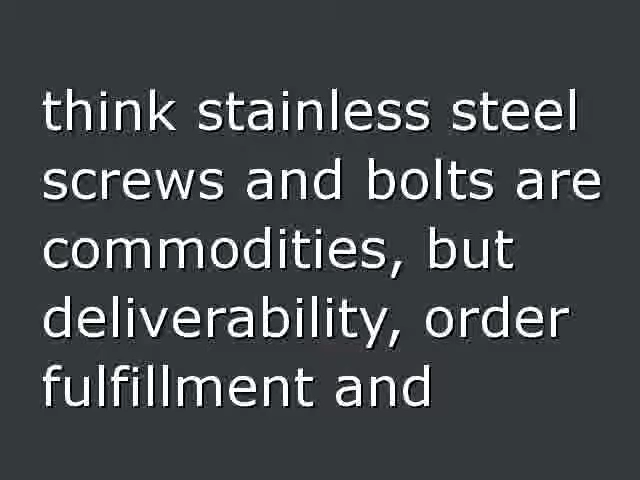 think stainless steel
screws and bolts are
commodities, but
deliverability, order
fulfillment and